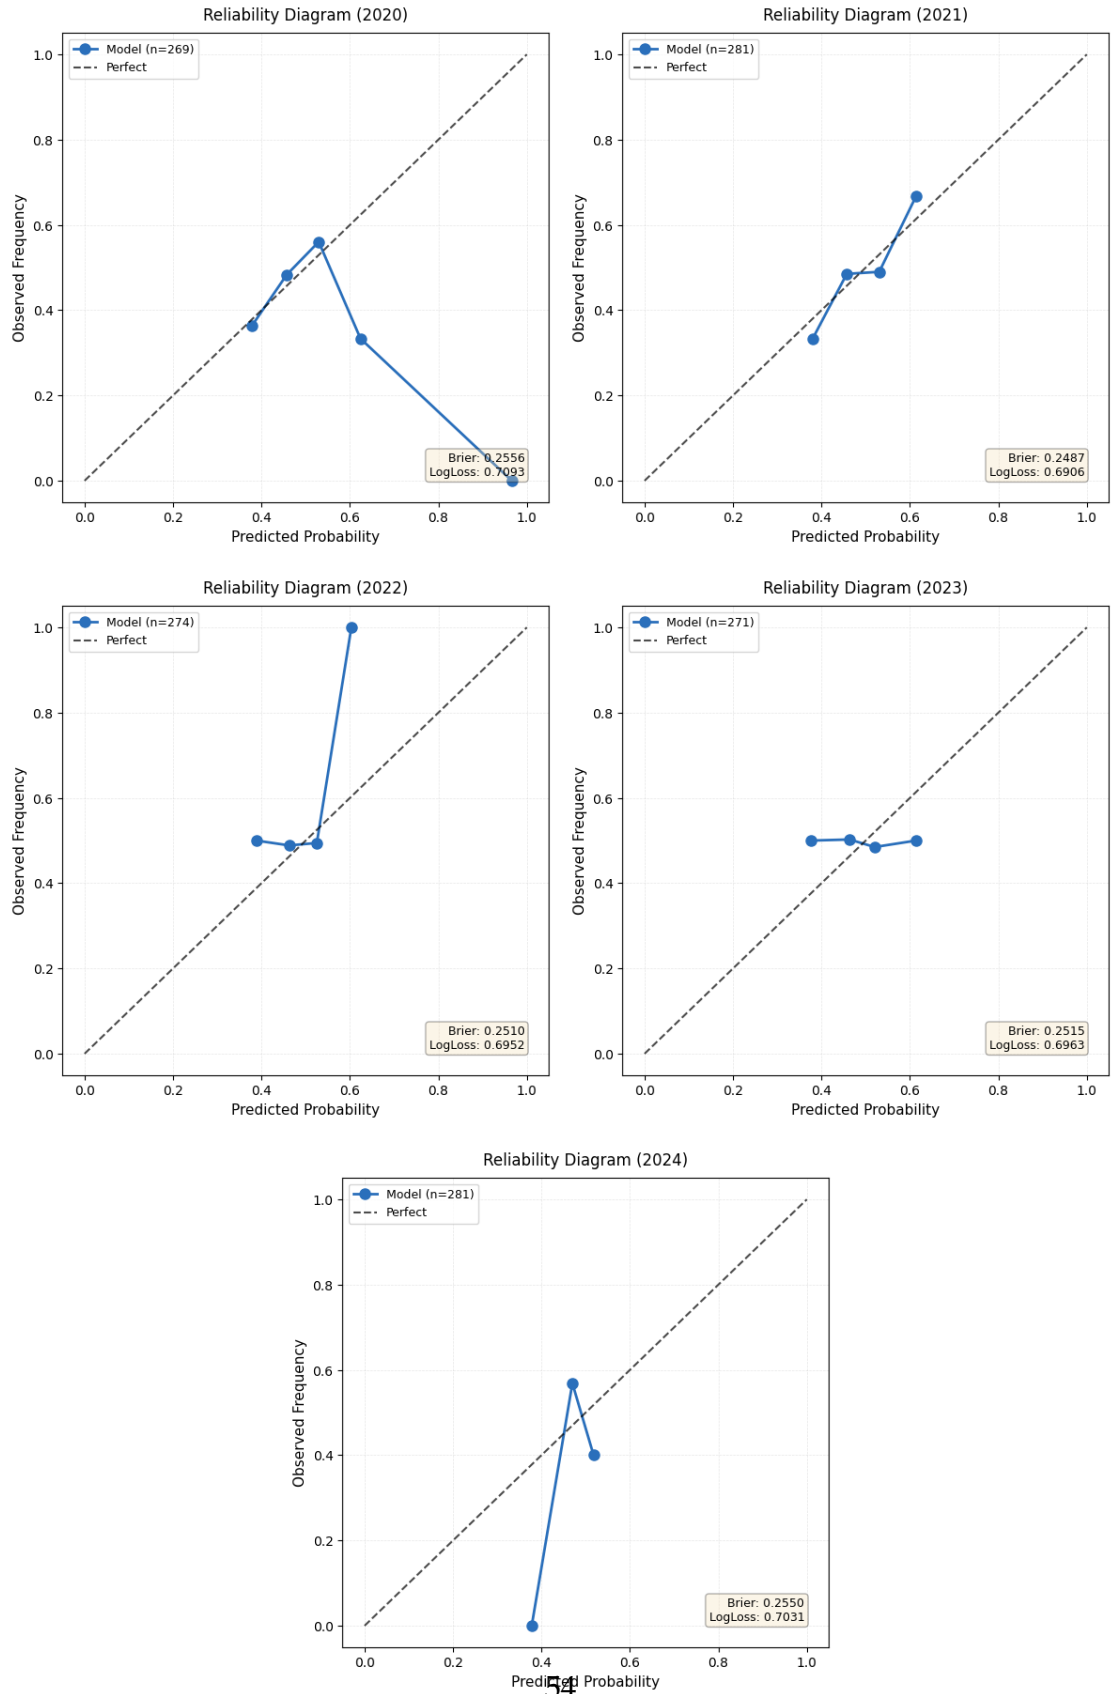 Reliability Diagram (2020)
Model (n=269)
Perfect
1.0
0.8
0.6
0.4
0.2
0.0
Observed Frequency
Brier: 0.2556
LogLoss: 0.7093
0.0 0.2 0.4 0.6 0.8 1.0
Predicted Probability
Reliability Diagram (2021)
Model (n=281)
Perfect
1.0
0.8
0.6
0.4
0.2
0.0
Observed Frequency
Brier: 0.2487
LogLoss: 0.6906
0.0 0.2 0.4 0.6 0.8 1.0
Predicted Probability
Reliability Diagram (2022)
Model (n=274)
Perfect
1.0
0.8
0.6
0.4
0.2
0.0
Observed Frequency
Brier: 0.2510
LogLoss: 0.6952
0.0 0.2 0.4 0.6 0.8 1.0
Predicted Probability
Reliability Diagram (2023)
Model (n=271)
Perfect
1.0
0.8
0.6
0.4
0.2
0.0
Observed Frequency
Brier: 0.2515
LogLoss: 0.6963
0.0 0.2 0.4 0.6 0.8 1.0
Predicted Probability
Reliability Diagram (2024)
Model (n=281)
Perfect
1.0
0.8
0.6
0.4
0.2
0.0
Observed Frequency
Brier: 0.2550
LogLoss: 0.7031
0.0 0.2 0.4 0.6 0.8 1.0
Predicted Probability
54